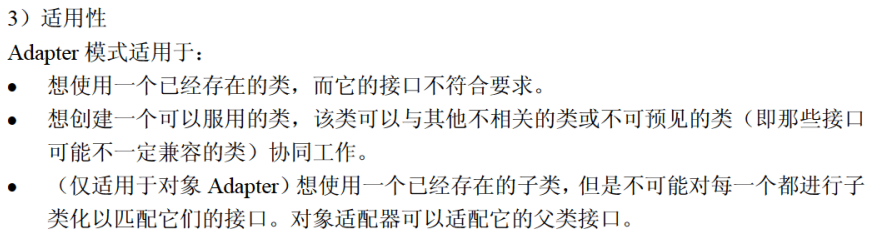 3）适用性
Adapter 模式适用于：
● 想使用一个已经存在的类，而它的接口不符合要求。
● 想创建一个可以服用的类，该类可以与其他不相关的类或不可预见的类（即那些接口
可能不一定兼容的类）协同工作。
● （仅适用于对象 Adapter）想使用一个已经存在的子类，但是不可能对每一个都进行子
类化以匹配它们的接口。对象适配器可以适配它的父类接口。